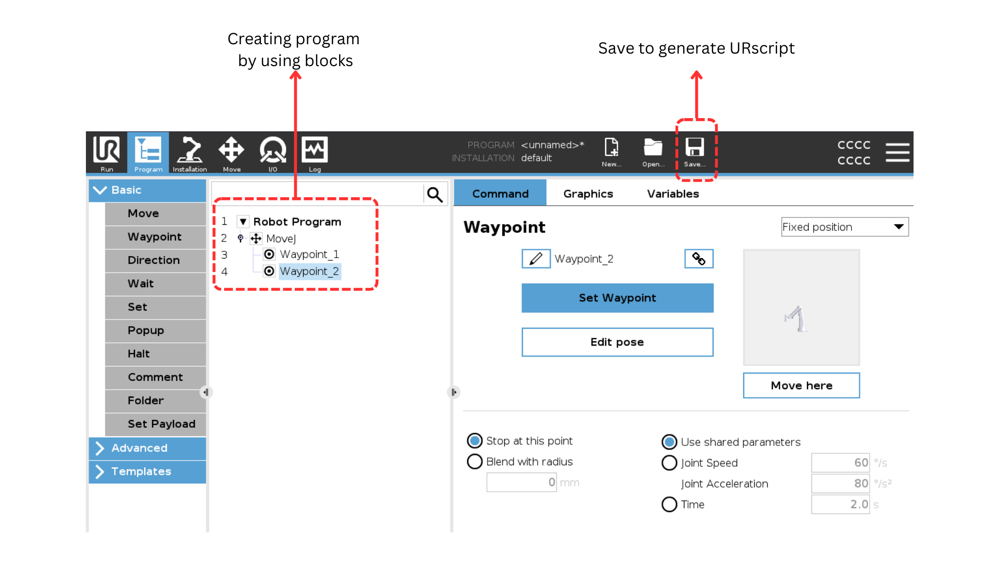 Creating program
by using blocks
Save to generate URscript
Run
Program
Installation
Move
I/O
Log
PROGRAM <unnamed>*
INSTALLATION default
New...
Open...
Save...
CCCC
CCCC
Basic
Move
Waypoint
Direction
Wait
Set
Popup
Halt
Comment
Folder
Set Payload
Advanced
Templates
1 Robot Program
2 MoveJ
3 Waypoint_1
4 Waypoint_2
Command Graphics Variables
Waypoint
Fixed position
Waypoint_2
Set Waypoint
Edit pose
Move here
Stop at this point
Blend with radius
0 mm
Use shared parameters
Joint Speed 60 °/s
Joint Acceleration 80 °/s²
Time 2.0 s